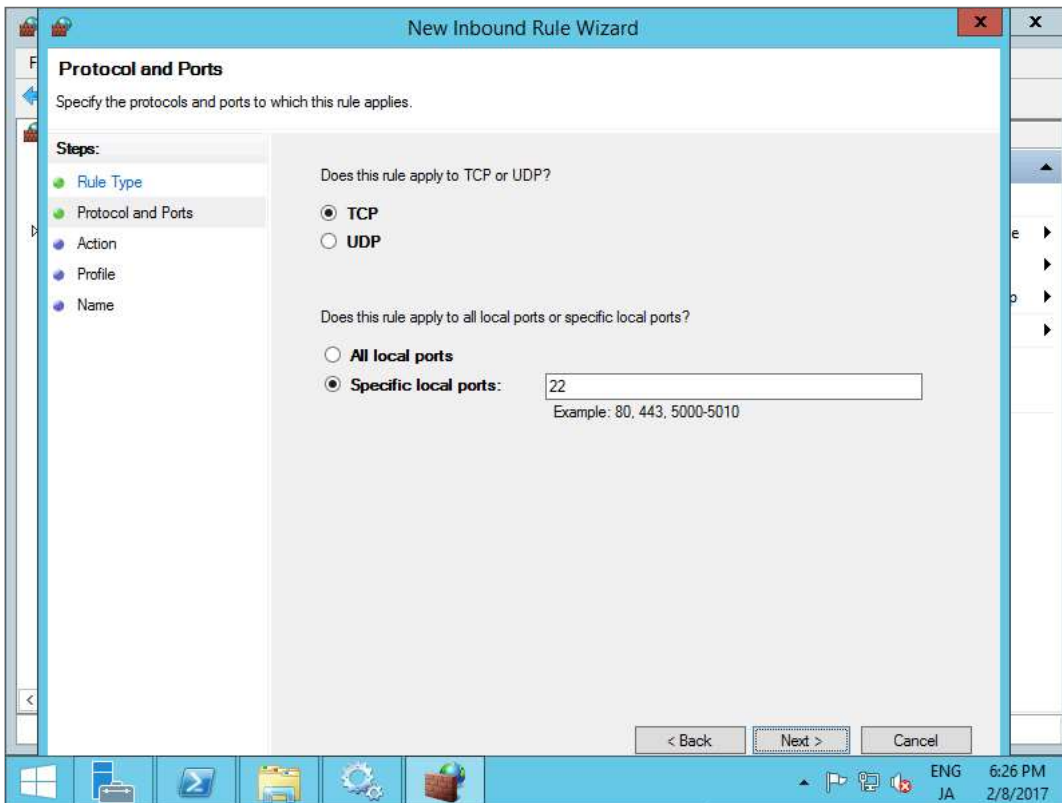 New Inbound Rule Wizard
x
x
F
Protocol and Ports
Specify the protocols and ports to which this rule applies.
Steps:
Rule Type
Protocol and Ports
Action
Profile
Name
Does this rule apply to TCP or UDP?
TCP
UDP
e
p
Does this rule apply to all local ports or specific local ports?
All local ports
Specific local ports:
22
Example: 80, 443, 5000-5010
< Back
Next >
Cancel
ENG
JA
6:26 PM
2/8/2017